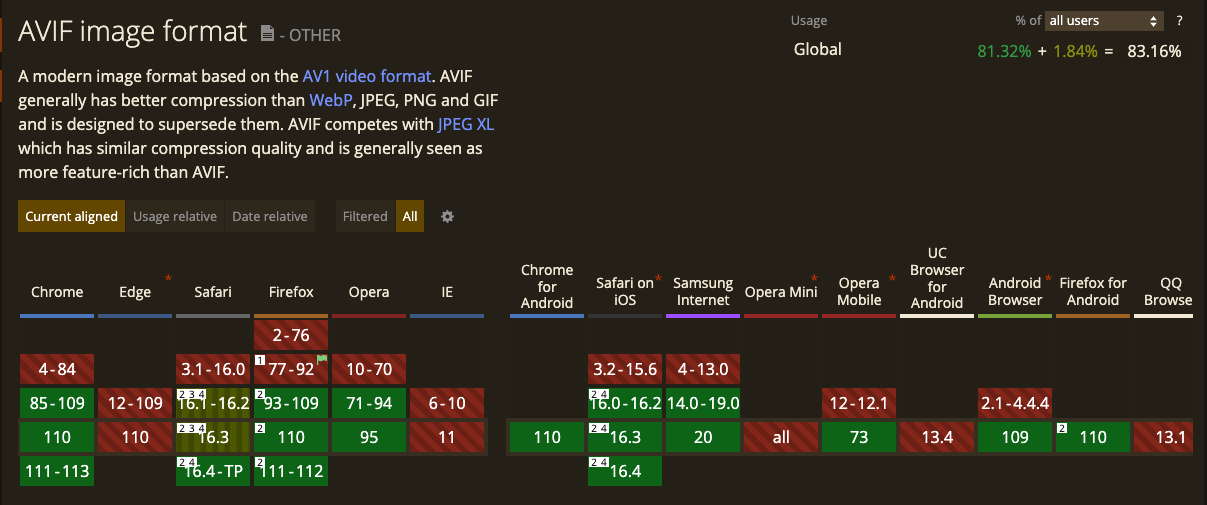 AVIF image format - OTHER
Usage % of all users ?
Global 81.32% + 1.84% = 83.16%
A modern image format based on the AV1 video format. AVIF
generally has better compression than WebP, JPEG, PNG and GIF
and is designed to supersede them. AVIF competes with JPEG XL
which has similar compression quality and is generally seen as
more feature-rich than AVIF.
Current aligned Usage relative Date relative Filtered All
Chrome
Edge *
Safari
Firefox
Opera
IE
Chrome
for
Android
Safari on *
iOS
Samsung
Internet
Opera Mini *
Opera *
Mobile
UC
Browser
for
Android
Android *
Browser
Firefox for
Android
QQ
Browse
2-76
4-84 3.1-16.0 1 77-92 10-70 3.2-15.6 4-13.0
85-109 12-109 2 3 4 16.1-16.2 2 93-109 71-94 6-10 2 4 16.0-16.2 14.0-19.0 12-12.1 2.1-4.4.4
110 110 2 3 4 16.3 2 110 95 11 110 2 4 16.3 20 all 73 13.4 109 2 110 13.1
111-113 2 4 16.4-TP 2 111-112 2 4 16.4